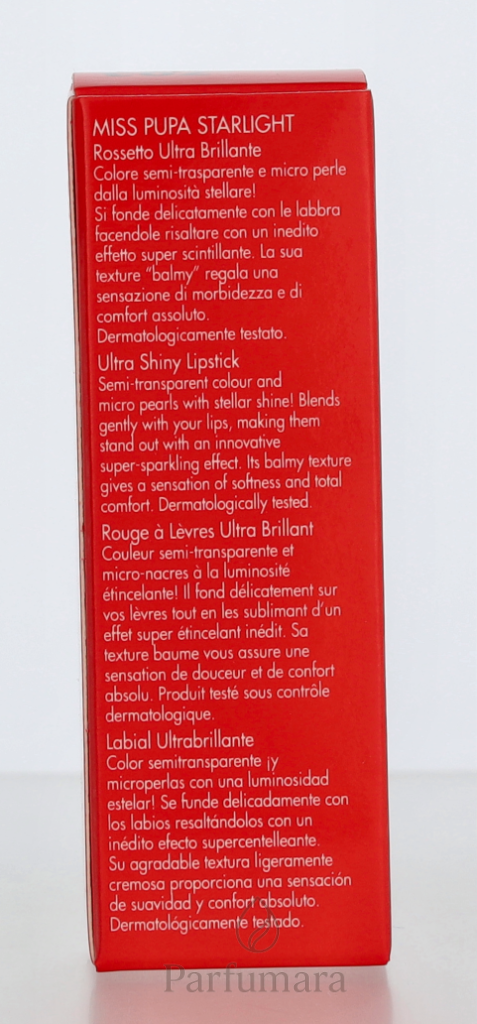 MISS PUPA STARLIGHT
Rossetto Ultra Brillante
Colore semi-trasparente e micro perle
dalla luminosità stellare!
Si fonde delicatamente con le labbra
facendole risaltare con un inedito
effetto super scintillante. La sua
texture "balmy" regala una
sensazione di morbidezza e di
comfort assoluto.
Dermatologicamente testato.
Ultra Shiny Lipstick
Semi-transparent colour and
micro pearls with stellar shine! Blends
gently with your lips, making them
stand out with an innovative
super-sparkling effect. Its balmy texture
gives a sensation of softness and total
comfort. Dermatologically tested.
Rouge à Lèvres Ultra Brillant
Couleur semi-transparente et
micro-nacres à la luminosité
étincelante! Il fond délicatement sur
vos lèvres tout en les sublimant d'un
effet super étincelant inédit. Sa
texture baume vous assure une
sensation de douceur et de confort
absolu. Produit testé sous contrôle
dermatologique.
Labial Ultrabrillante
Color semitransparente ¡y
microperlas con una luminosidad
estelar! Se funde delicadamente con
los labios resaltándolos con un
inédito efecto supercentelleante.
Su agradable textura ligeramente
cremosa proporciona una sensación
de suavidad y confort absoluto.
Dermatológicamente testado.
Parfumara